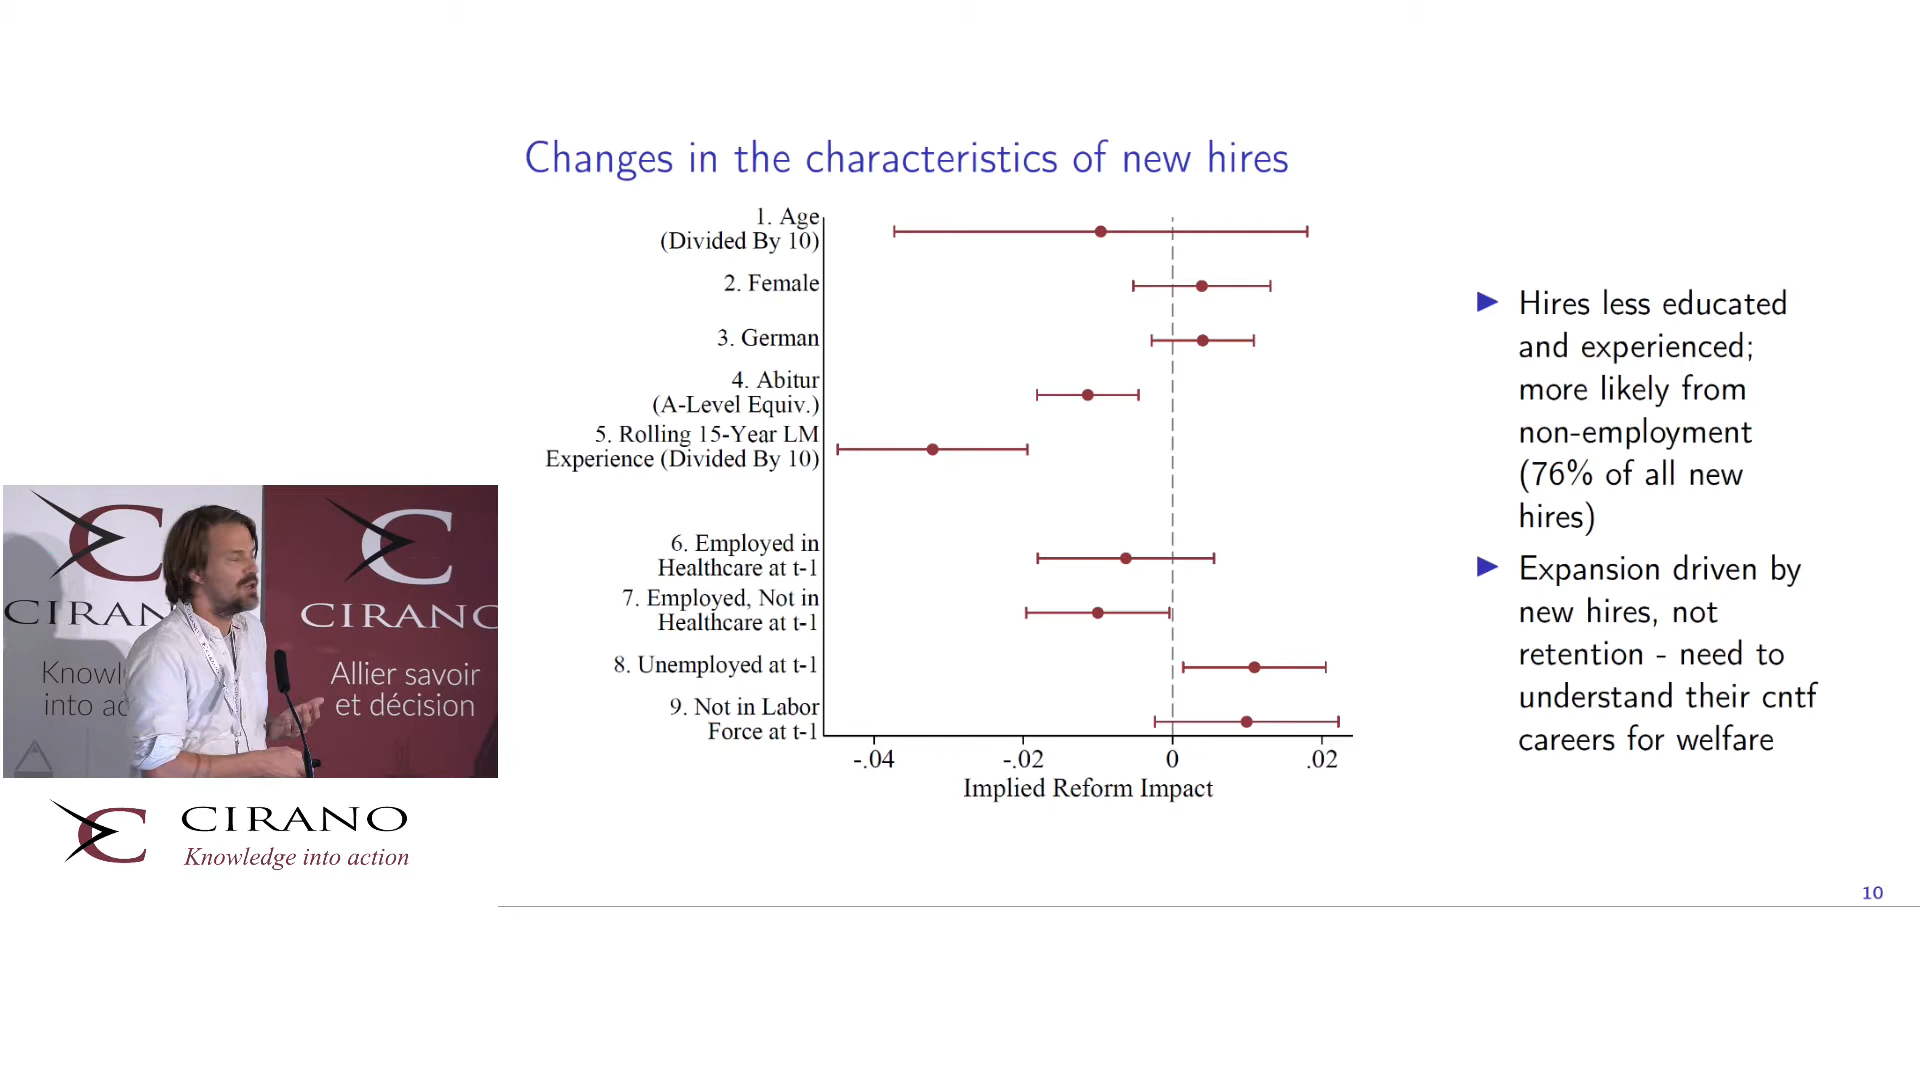 Changes in the characteristics of new hires
1. Age
(Divided By 10)
2. Female
3. German
4. Abitur
(A-Level Equiv.)
5. Rolling 15-Year LM
Experience (Divided By 10)
6. Employed in
Healthcare at t-1
7. Employed, Not in
Healthcare at t-1
8. Unemployed at t-1
9. Not in Labor
Force at t-1
-.04
-.02
0
.02
Implied Reform Impact
Hires less educated
and experienced;
more likely from
non-employment
(76% of all new
hires)
Expansion driven by
new hires, not
retention - need to
understand their cntf
careers for welfare
CIRAN
Knowl
into ac
CIRANO
Allier savoir
et décision
CIRANO
Knowledge into action
10